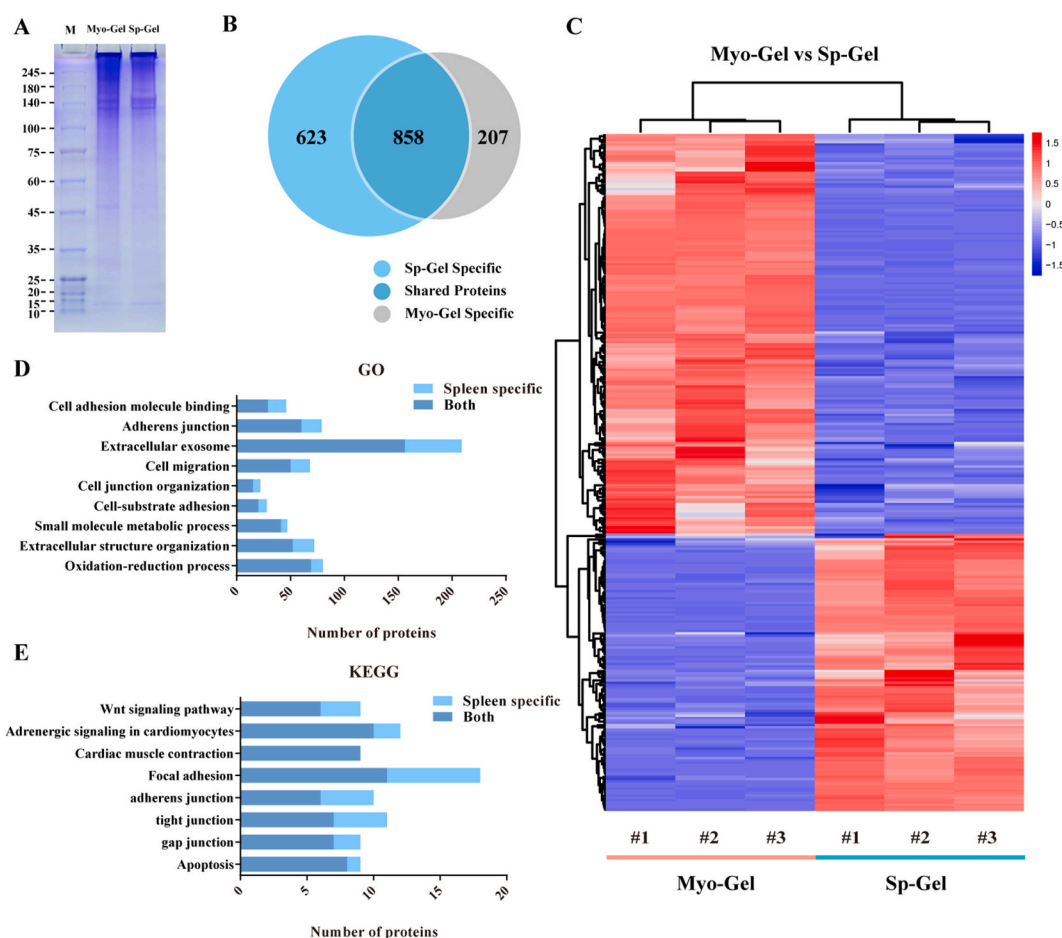 A
M Myo-Gel Sp-Gel
245
180
140
100
75
60
45
35
25
20
15
10
B
623 858 207
Sp-Gel Specific
Shared Proteins
Myo-Gel Specific
C
Myo-Gel vs Sp-Gel
1.5
1
0.5
0
−0.5
−1
−1.5
#1 #2 #3 #1 #2 #3
Myo-Gel Sp-Gel
D
GO
Spleen specific
Both
Cell adhesion molecule binding
Adherens junction
Extracellular exosome
Cell migration
Cell junction organization
Cell-substrate adhesion
Small molecule metabolic process
Extracellular structure organization
Oxidation-reduction process
0 50 100 150 200 250
Number of proteins
E
KEGG
Spleen specific
Both
Wnt signaling pathway
Adrenergic signaling in cardiomyocytes
Cardiac muscle contraction
Focal adhesion
adherens junction
tight junction
gap junction
Apoptosis
0 5 10 15 20
Number of proteins